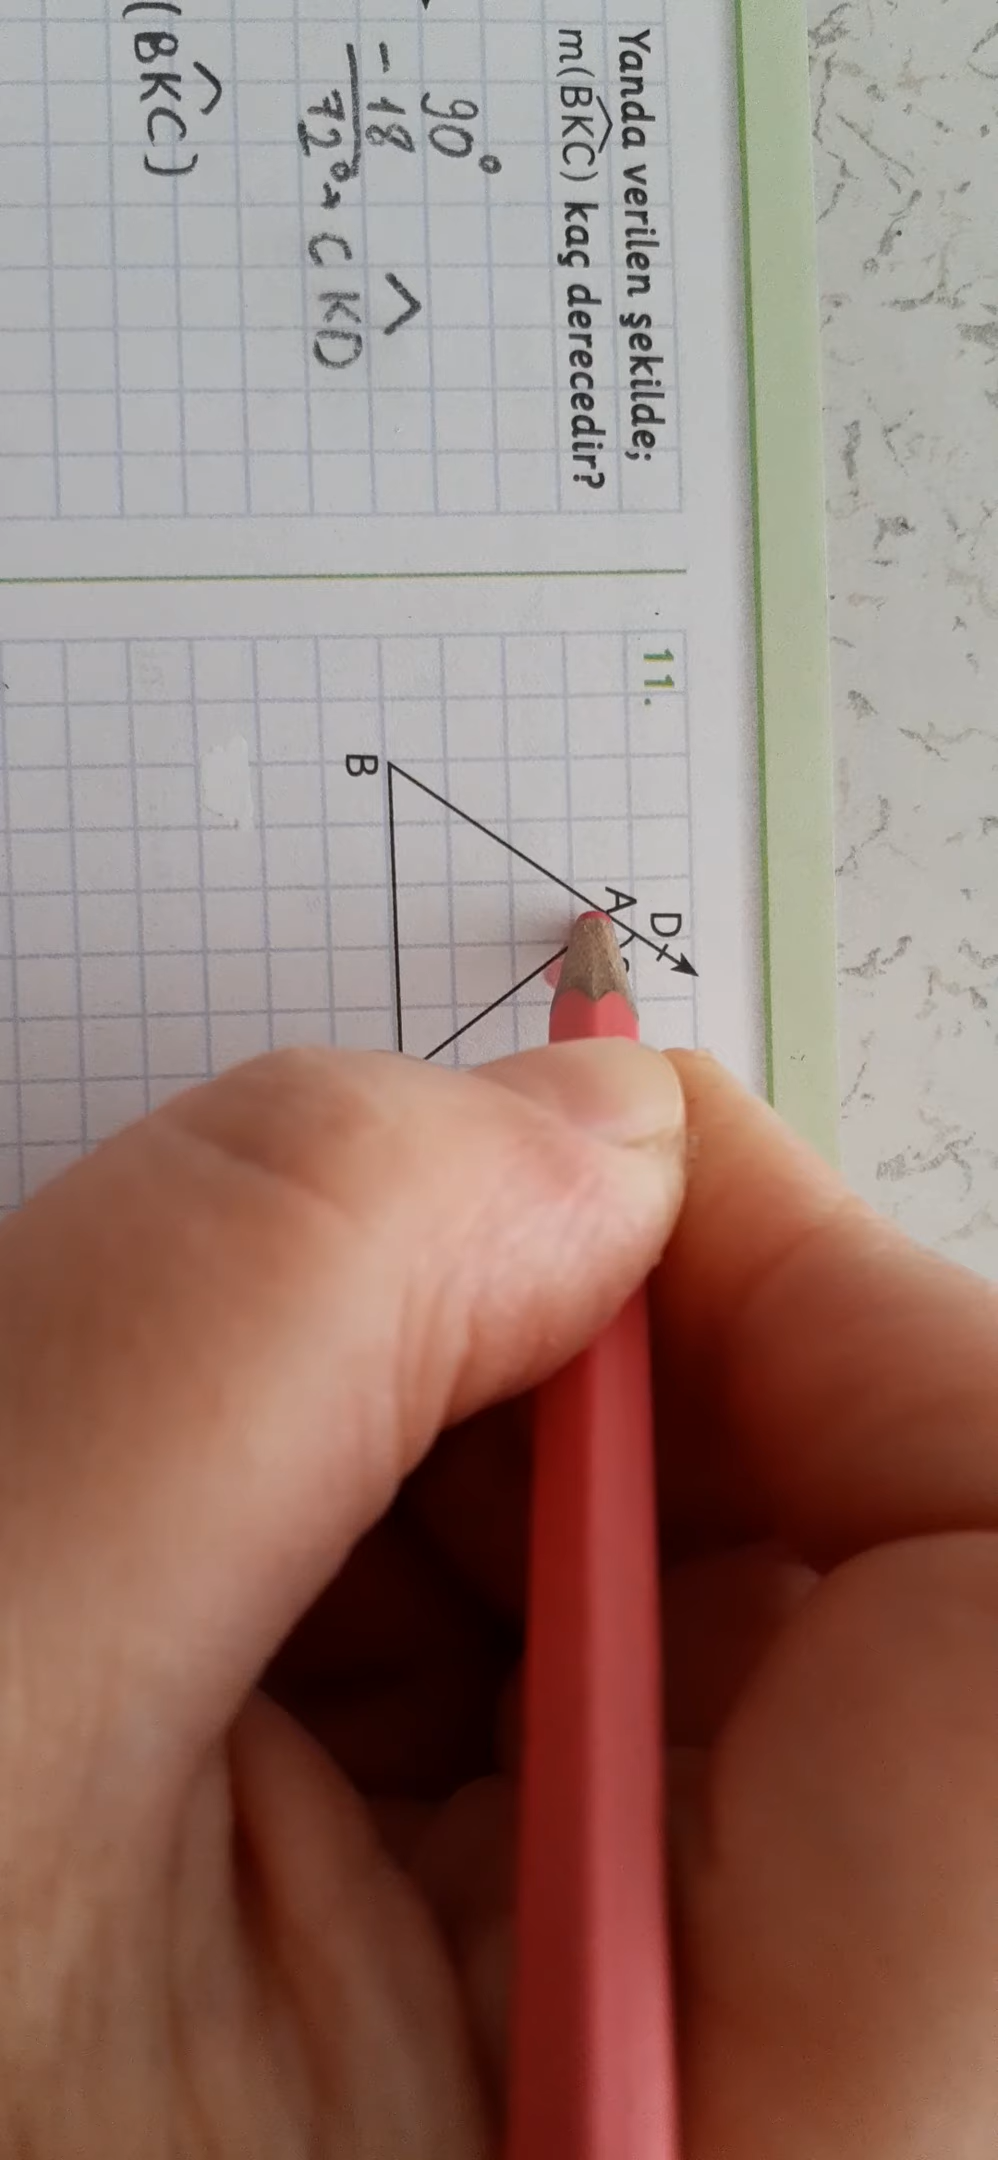 Yanda verilen şekilde;
m(BKC) kaç derecedir?
90°
- 18
72° → CKD
(BKC)
11.
D
A
B